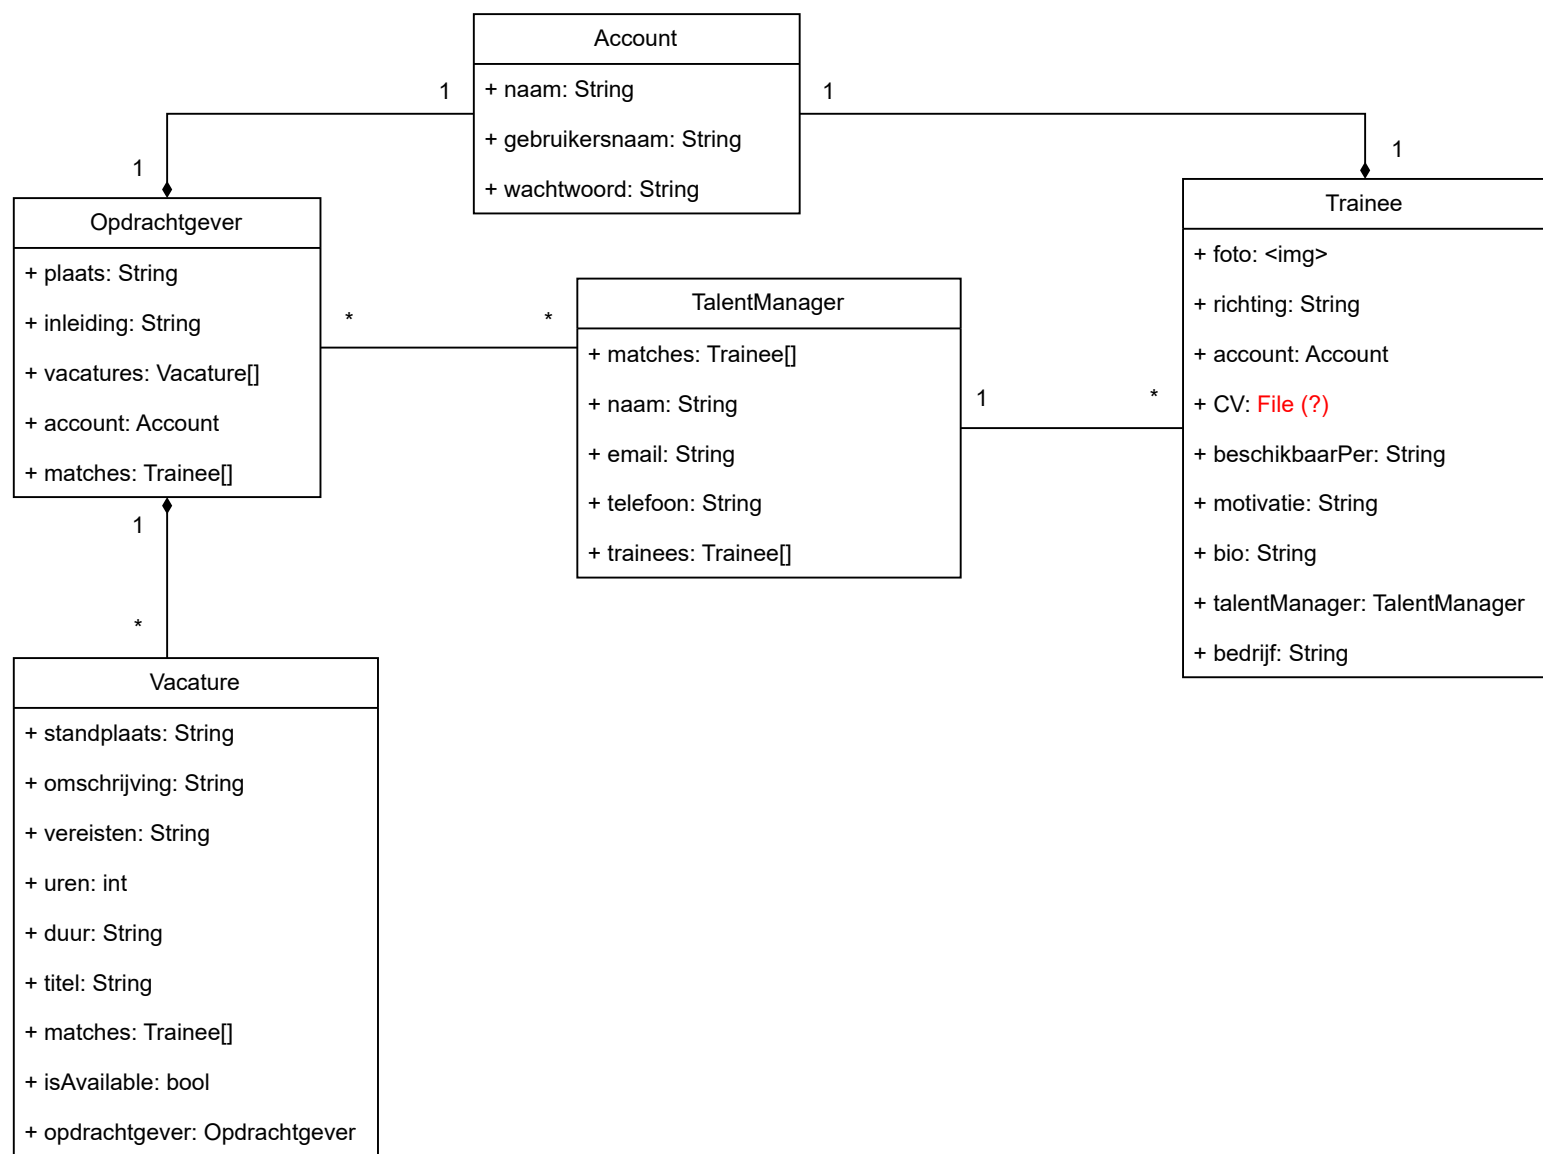 Account
+ naam: String
+ gebruikersnaam: String
+ wachtwoord: String
1
1
1
1
Opdrachtgever
+ plaats: String
+ inleiding: String
+ vacatures: Vacature[]
+ account: Account
+ matches: Trainee[]
*
*
TalentManager
+ matches: Trainee[]
+ naam: String
+ email: String
+ telefoon: String
+ trainees: Trainee[]
1
*
Trainee
+ foto: <img>
+ richting: String
+ account: Account
+ CV: File (?)
+ beschikbaarPer: String
+ motivatie: String
+ bio: String
+ talentManager: TalentManager
+ bedrijf: String
1
*
Vacature
+ standplaats: String
+ omschrijving: String
+ vereisten: String
+ uren: int
+ duur: String
+ titel: String
+ matches: Trainee[]
+ isAvailable: bool
+ opdrachtgever: Opdrachtgever